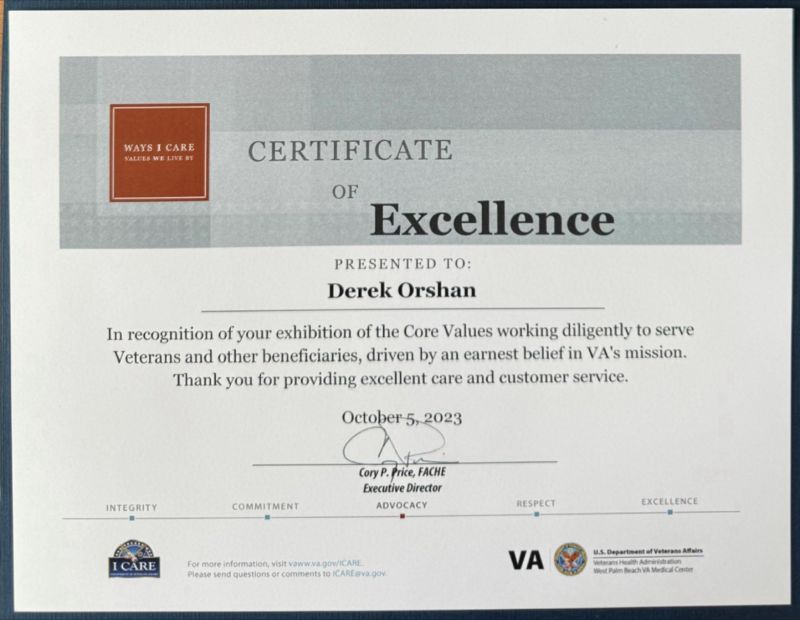 WAYS I CARE
VALUES WE LIVE BY
CERTIFICATE
OF
Excellence
PRESENTED TO:
Derek Orshan
In recognition of your exhibition of the Core Values working diligently to serve
Veterans and other beneficiaries, driven by an earnest belief in VA's mission.
Thank you for providing excellent care and customer service.
October 5, 2023
Cory P. Price, FACHE
Executive Director
INTEGRITY COMMITMENT ADVOCACY RESPECT EXCELLENCE
I CARE
For more information, visit vaww.va.gov/ICARE.
Please send questions or comments to ICARE@va.gov.
VA
U.S. Department of Veterans Affairs
Veterans Health Administration
West Palm Beach VA Medical Center